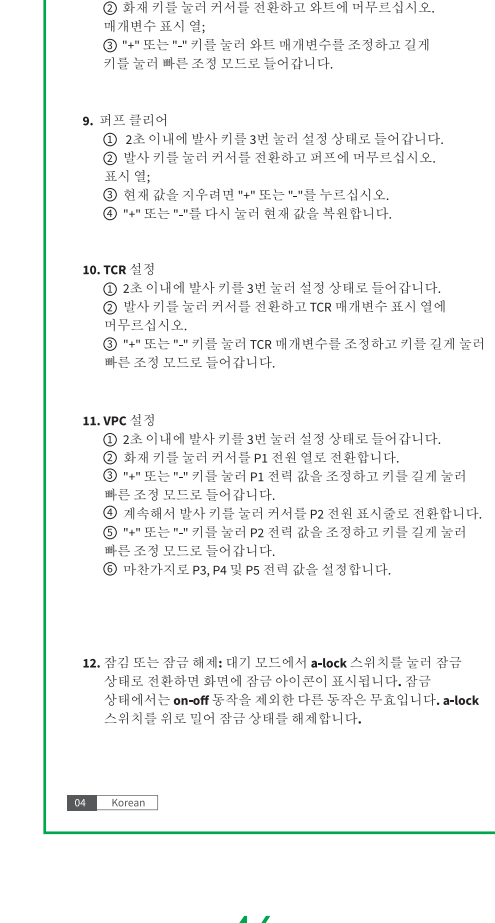 ② 화재 키를 눌러 커서를 전환하고 와트에 머무르십시오.
매개변수 표시 열;
③ "+" 또는 "-" 키를 눌러 와트 매개변수를 조정하고 길게
키를 눌러 빠른 조정 모드로 들어갑니다.
9. 퍼프 클리어
① 2초 이내에 발사 키를 3번 눌러 설정 상태로 들어갑니다.
② 발사 키를 눌러 커서를 전환하고 퍼프에 머무르십시오.
표시 열;
③ 현재 값을 지우려면 "+" 또는 "-"를 누르십시오.
④ "+" 또는 "-"를 다시 눌러 현재 값을 복원합니다.
10. TCR 설정
① 2초 이내에 발사 키를 3번 눌러 설정 상태로 들어갑니다.
② 발사 키를 눌러 커서를 전환하고 TCR 매개변수 표시 열에
머무르십시오.
③ "+" 또는 "-" 키를 눌러 TCR 매개변수를 조정하고 키를 길게 눌러
빠른 조정 모드로 들어갑니다.
11. VPC 설정
① 2초 이내에 발사 키를 3번 눌러 설정 상태로 들어갑니다.
② 화재 키를 눌러 커서를 P1 전원 열로 전환합니다.
③ "+" 또는 "-" 키를 눌러 P1 전력 값을 조정하고 키를 길게 눌러
빠른 조정 모드로 들어갑니다.
④ 계속해서 발사 키를 눌러 커서를 P2 전원 표시줄로 전환합니다.
⑤ "+" 또는 "-" 키를 눌러 P2 전력 값을 조정하고 키를 길게 눌러
빠른 조정 모드로 들어갑니다.
⑥ 마찬가지로 P3, P4 및 P5 전력 값을 설정합니다.
12. 잠김 또는 잠금 해제: 대기 모드에서 a-lock 스위치를 눌러 잠금
상태로 전환하면 화면에 잠금 아이콘이 표시됩니다. 잠금
상태에서는 on-off 동작을 제외한 다른 동작은 무효입니다. a-lock
스위치를 위로 밀어 잠금 상태를 해제합니다.
04 Korean